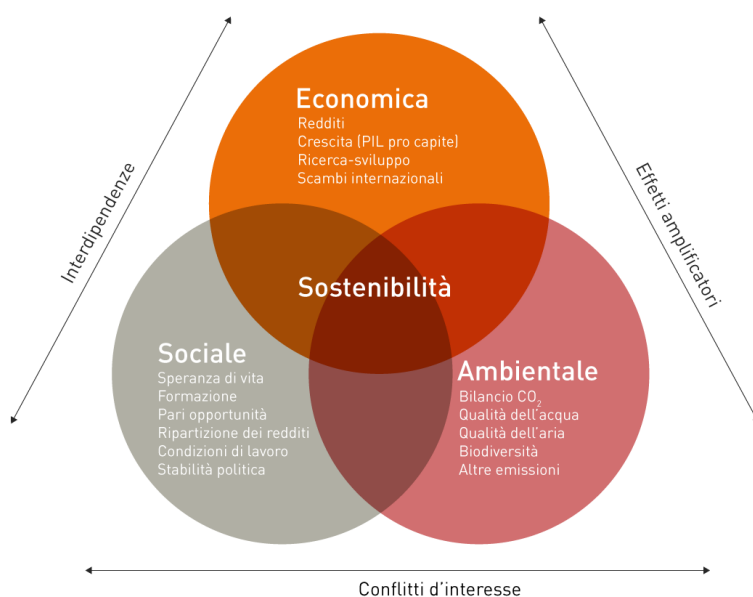 Economica
Redditi
Crescita (PIL pro capite)
Ricerca-sviluppo
Scambi internazionali
Interdipendenze
Effetti amplificatori
Sostenibilità
Sociale
Speranza di vita
Formazione
Pari opportunità
Ripartizione dei redditi
Condizioni di lavoro
Stabilità politica
Ambientale
Bilancio CO₂
Qualità dell'acqua
Qualità dell'aria
Biodiversità
Altre emissioni
Conflitti d'interesse